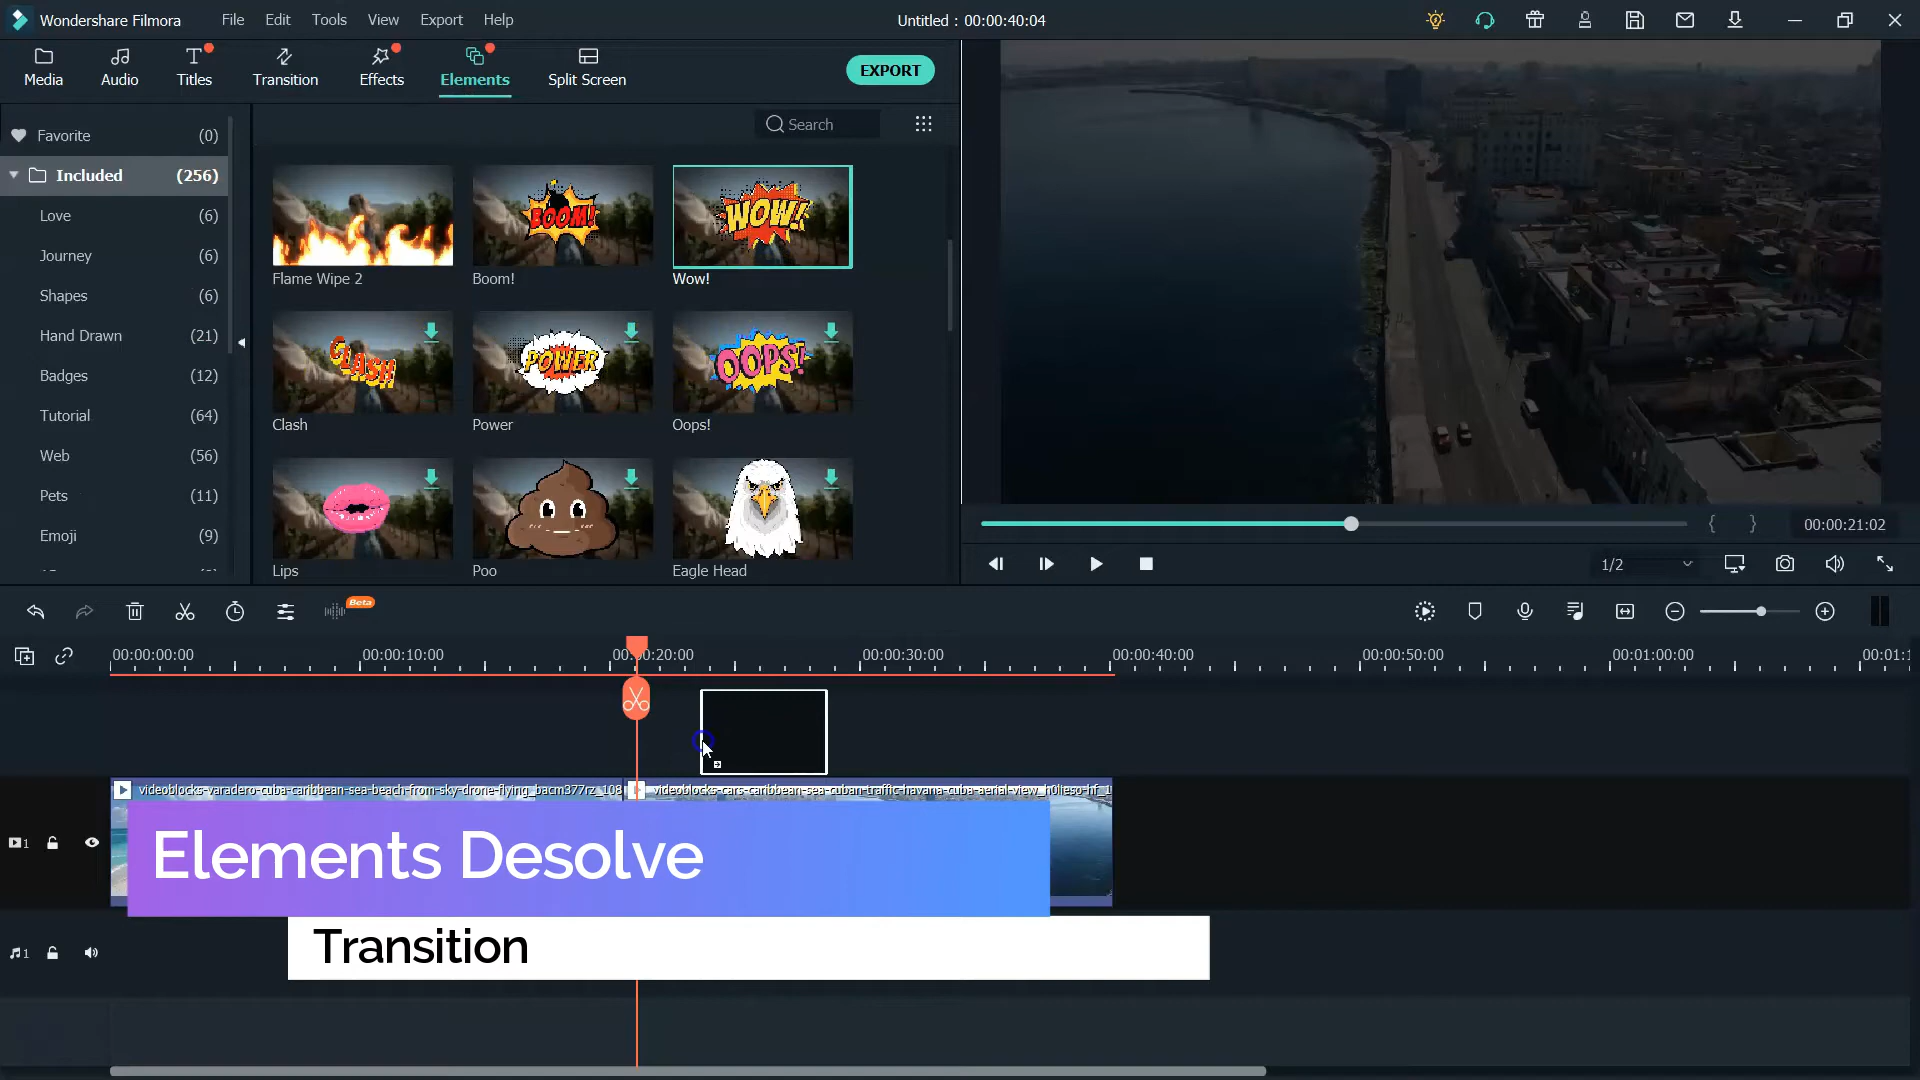 Wondershare Filmora
File
Edit
Tools
View
Export
Help
Untitled : 00:00:40:04
Media
Audio
Titles
Transition
Effects
Elements
Split Screen
EXPORT
Favorite (0)
Included (256)
Love (6)
Journey (6)
Shapes (6)
Hand Drawn (21)
Badges (12)
Tutorial (64)
Web (56)
Pets (11)
Emoji (9)
Search
BOOM!
WOW!
Flame Wipe 2
Boom!
Wow!
CLASH
POWER
OOPS!
Clash
Power
Oops!
Lips
Poo
Eagle Head
00:00:21:02
1/2
Beta
00:00:00:00
00:00:10:00
00:00:20:00
00:00:30:00
00:00:40:00
00:00:50:00
00:01:00:00
00:01:1
videoblocks-varadero-cuba-caribbean-sea-beach-from-sky-drone-flying_bacm377rz_108
videoblocks-cars-caribbean-sea-cuban-traffic-havana-cuba-aerial-view_h0lieso-hf_1
1
Elements Desolve
Transition
1